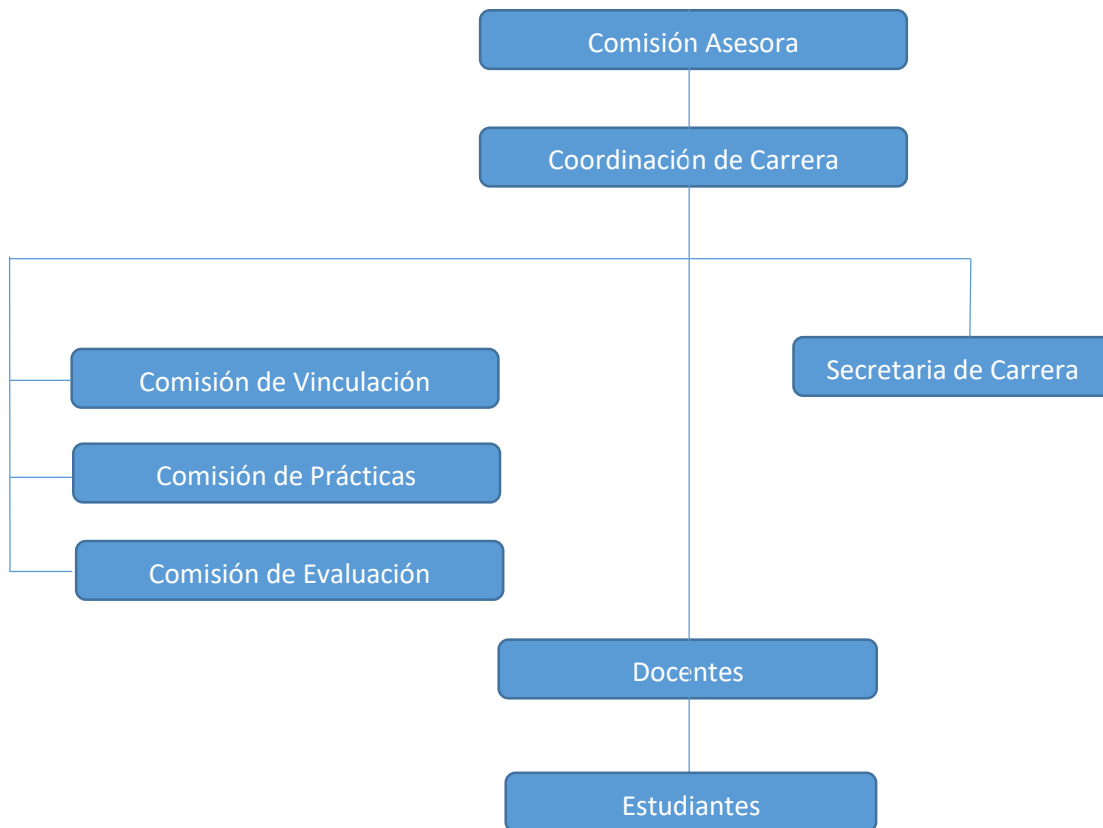 Comisión Asesora
Coordinación de Carrera
Secretaria de Carrera
Comisión de Vinculación
Comisión de Prácticas
Comisión de Evaluación
Docentes
Estudiantes